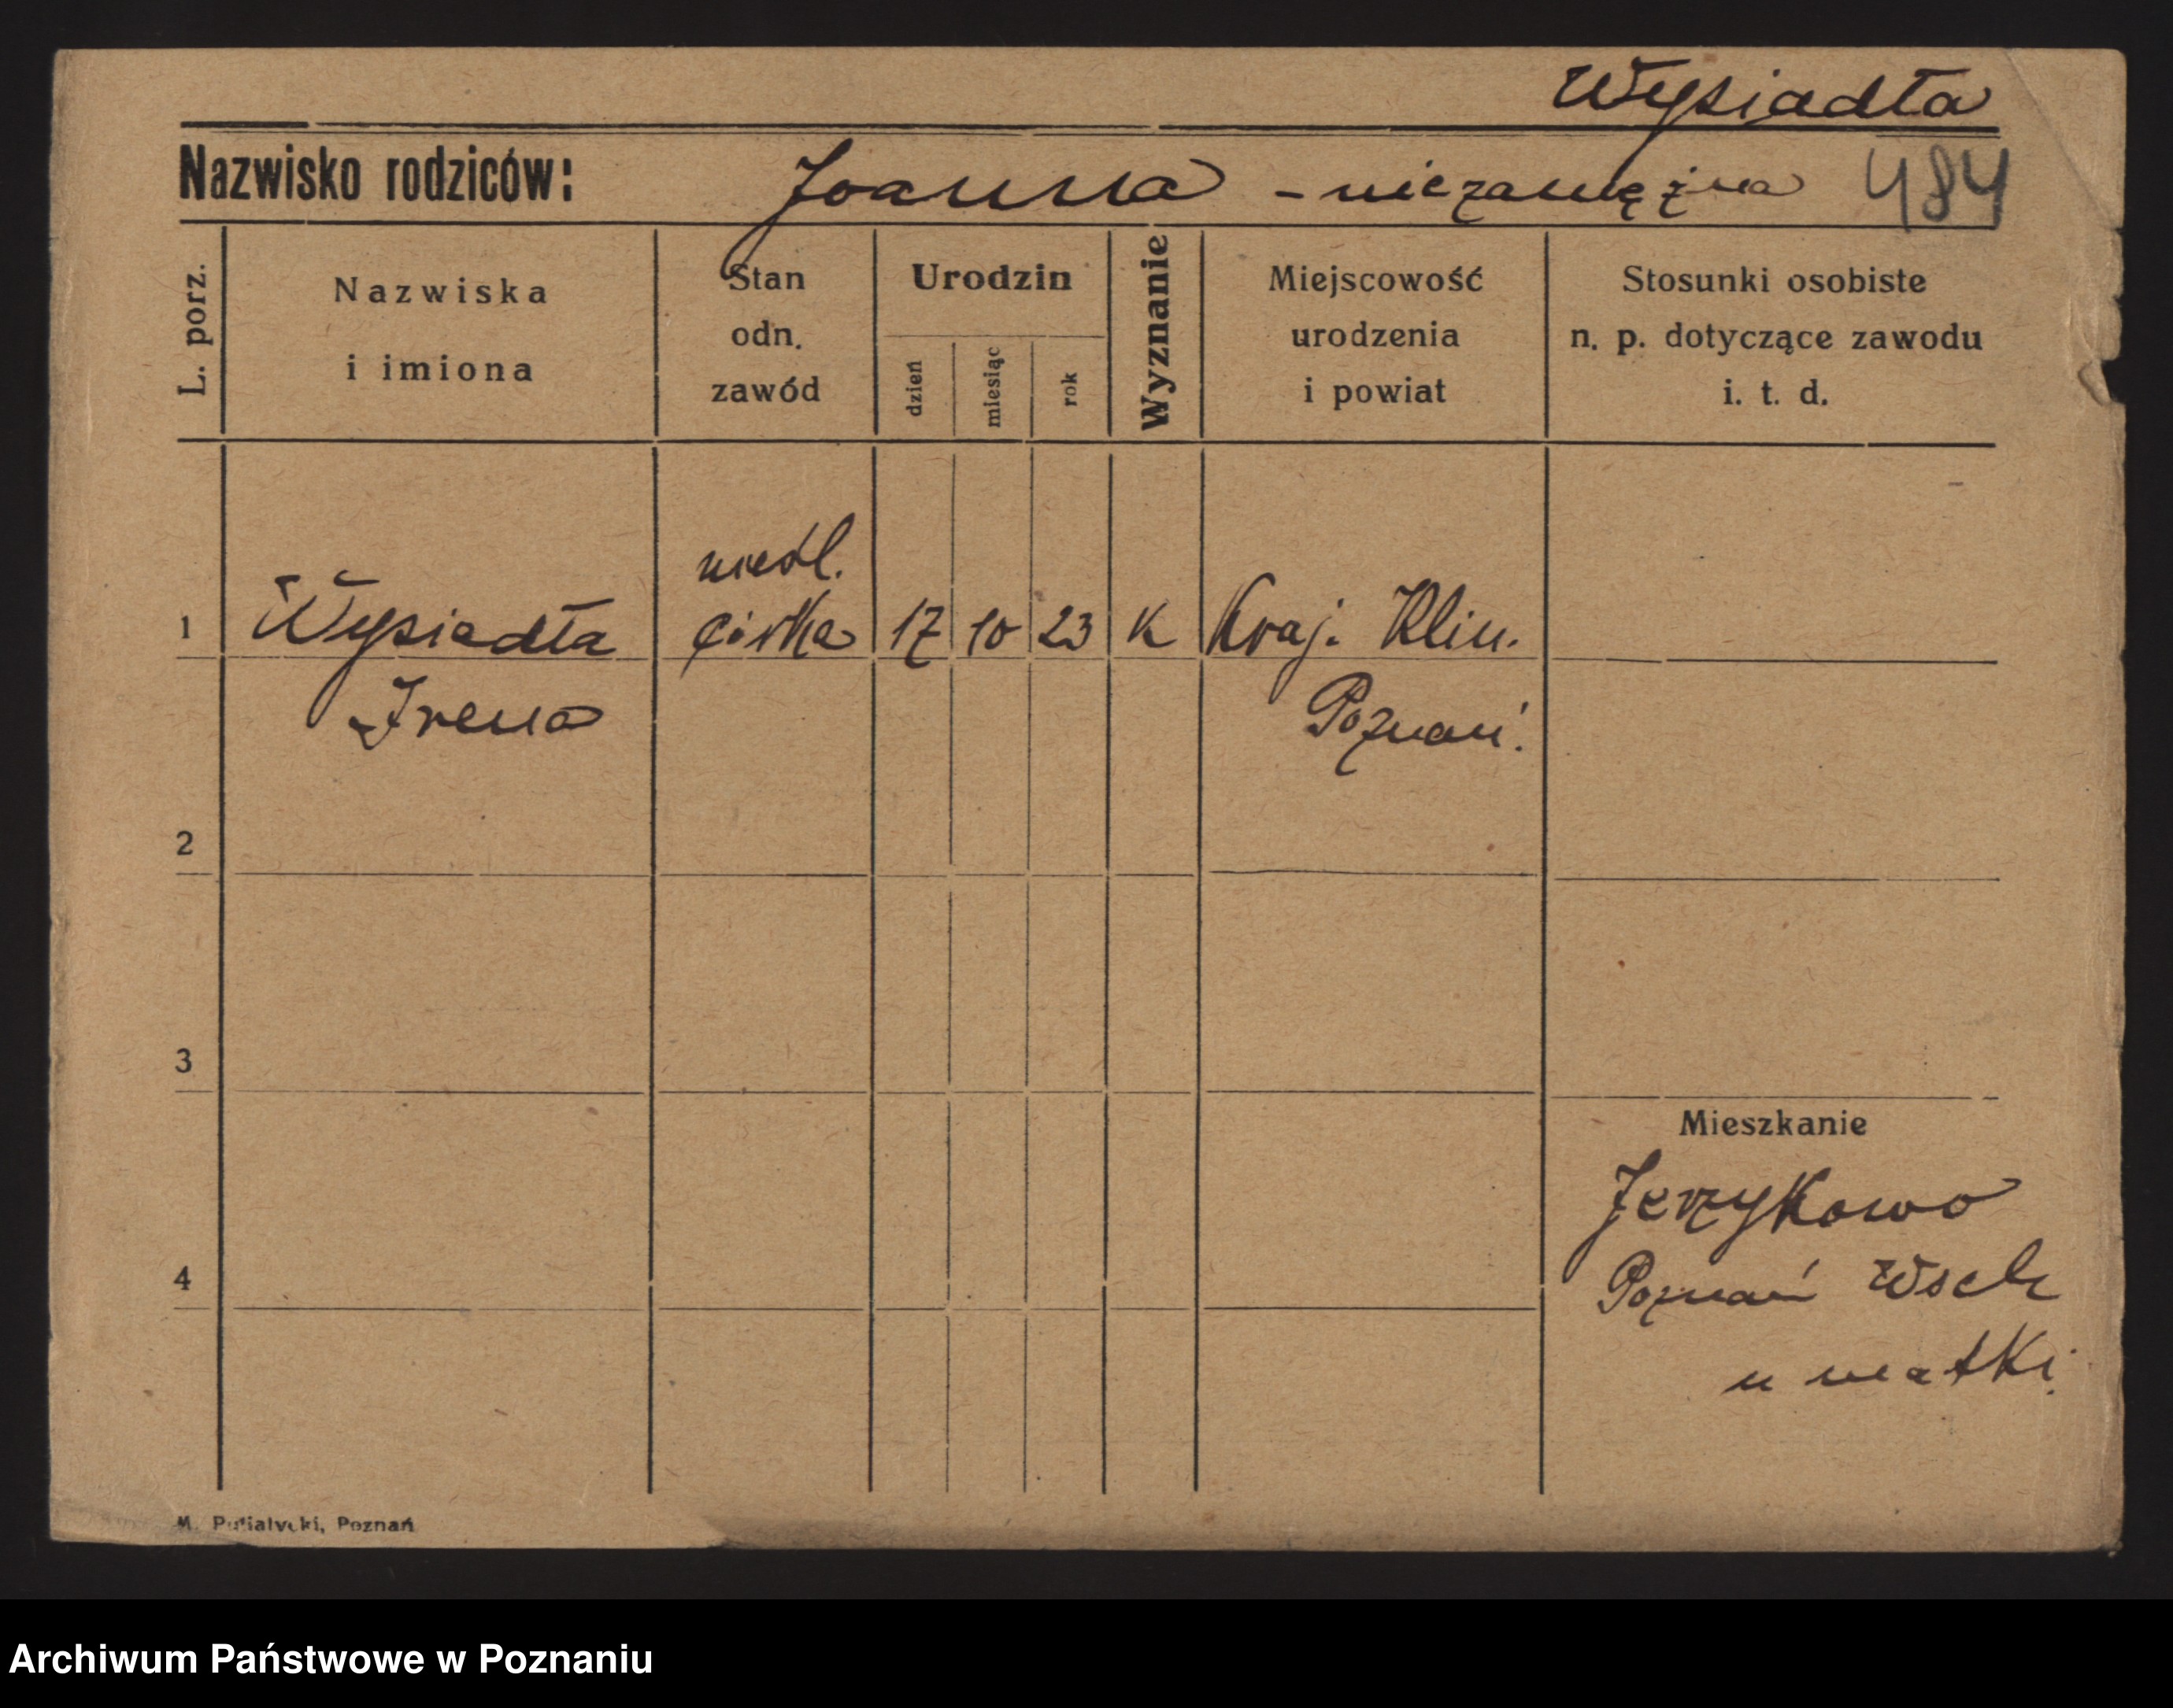 Wysiadła
Nazwisko rodziców: Joanna - niezamężna 484
L. porz.
Nazwiska
i imiona
Stan
odn.
zawód
Urodzin
dzień
miesiąc
rok
Wyznanie
Miejscowość
urodzenia
i powiat
Stosunki osobiste
n. p. dotyczące zawodu
i. t. d.
nieśl.
1 Wysiadła córka 17 10 23 K Kraj. Klin.
Irena Poznań.
2
3
Mieszkanie
Jerzykowo
4 Poznań Wsch
u matki.
M. Putiatycki, Poznań
Archiwum Państwowe w Poznaniu